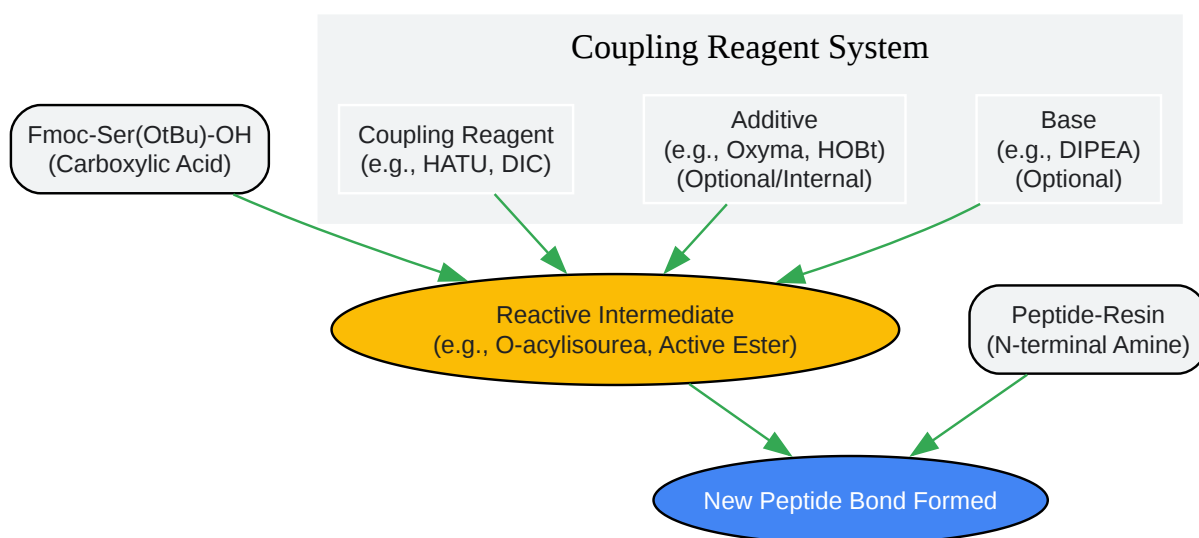 Coupling Reagent System
Fmoc-Ser(OtBu)-OH
(Carboxylic Acid)
Coupling Reagent
(e.g., HATU, DIC)
Additive
(e.g., Oxyma, HOBt)
(Optional/Internal)
Base
(e.g., DIPEA)
(Optional)
Reactive Intermediate
(e.g., O-acylisourea, Active Ester)
Peptide-Resin
(N-terminal Amine)
New Peptide Bond Formed